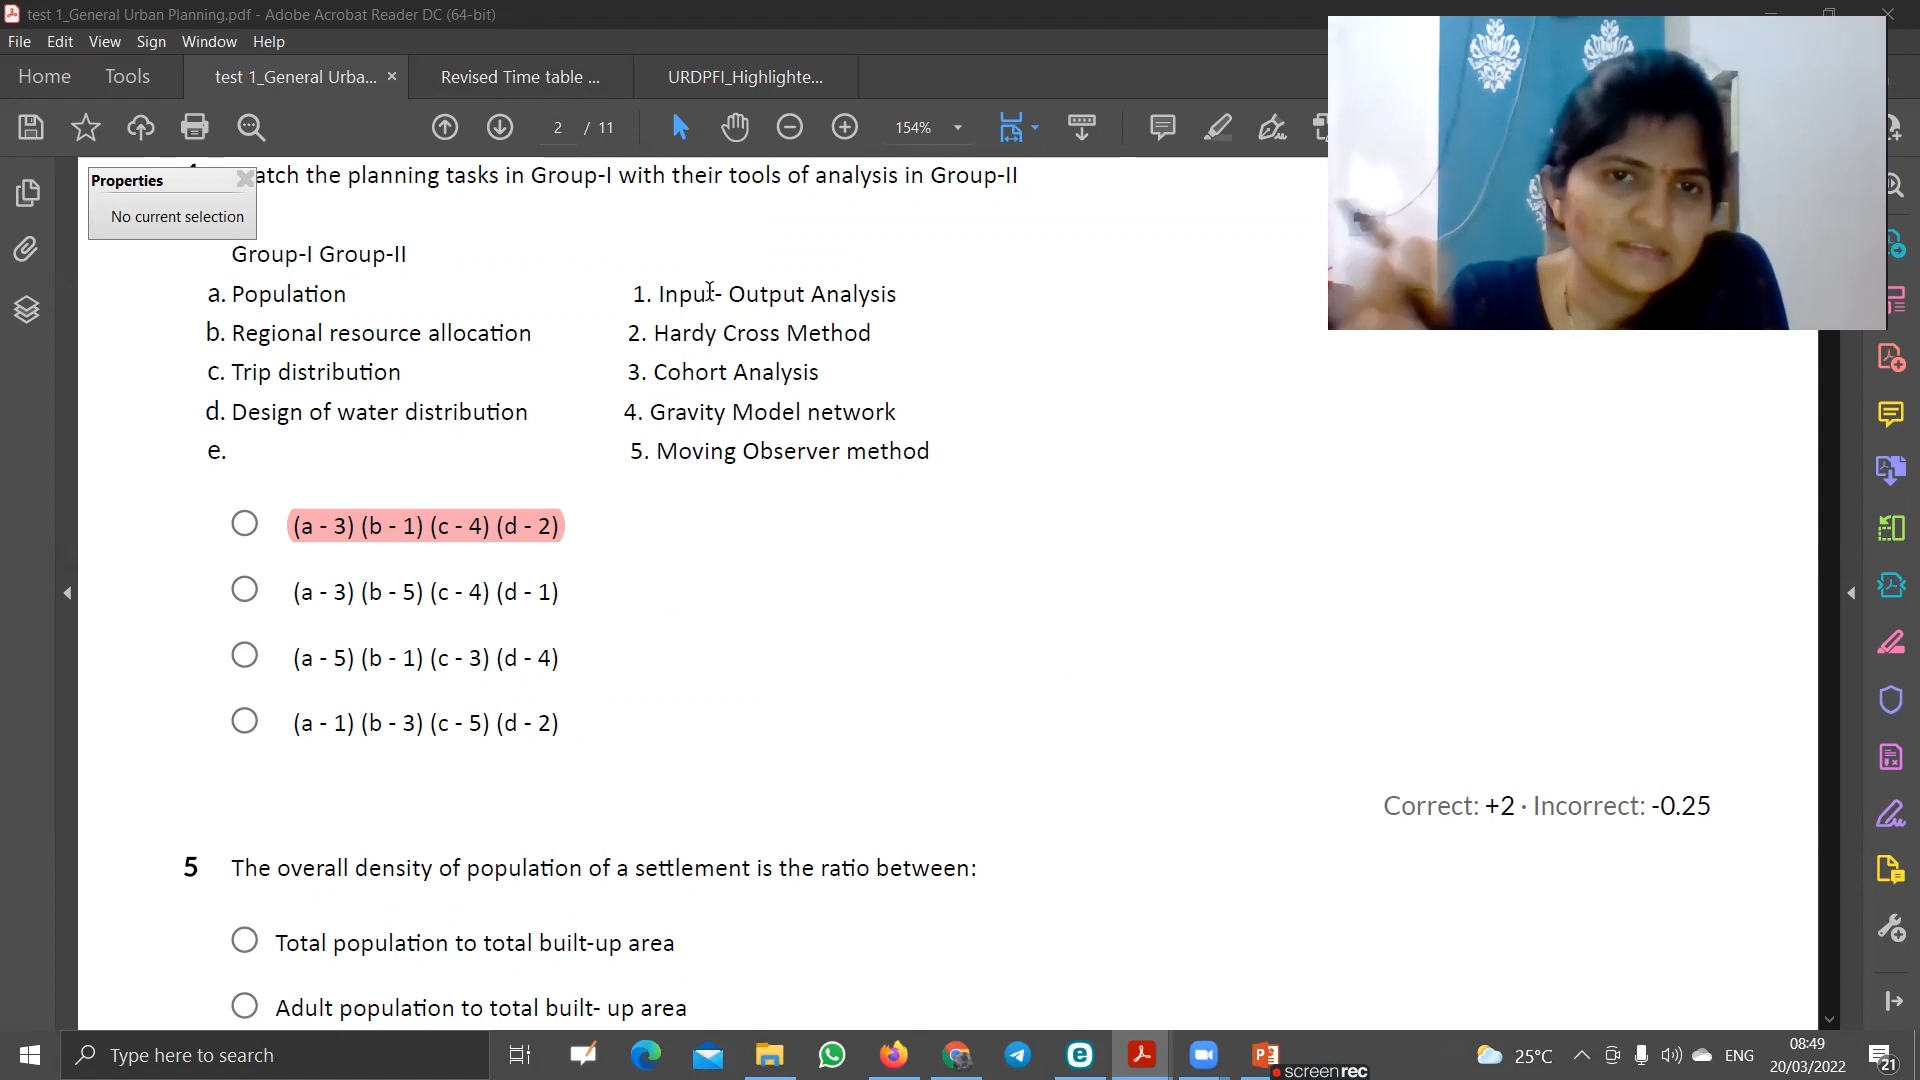 test 1_General Urban Planning.pdf - Adobe Acrobat Reader DC (64-bit)
File Edit View Sign Window Help
Home Tools test 1_General Urba... × Revised Time table ... URDPFI_Highlighte...
2 / 11 154%
Properties
No current selection
atch the planning tasks in Group-I with their tools of analysis in Group-II
Group-I Group-II
a. Population 1. Input- Output Analysis
b. Regional resource allocation 2. Hardy Cross Method
c. Trip distribution 3. Cohort Analysis
d. Design of water distribution 4. Gravity Model network
e. 5. Moving Observer method
(a - 3) (b - 1) (c - 4) (d - 2)
(a - 3) (b - 5) (c - 4) (d - 1)
(a - 5) (b - 1) (c - 3) (d - 4)
(a - 1) (b - 3) (c - 5) (d - 2)
Correct: +2 · Incorrect: -0.25
5 The overall density of population of a settlement is the ratio between:
Total population to total built-up area
Adult population to total built- up area
Type here to search
25°C ENG 08:49
20/03/2022
21
screenrec